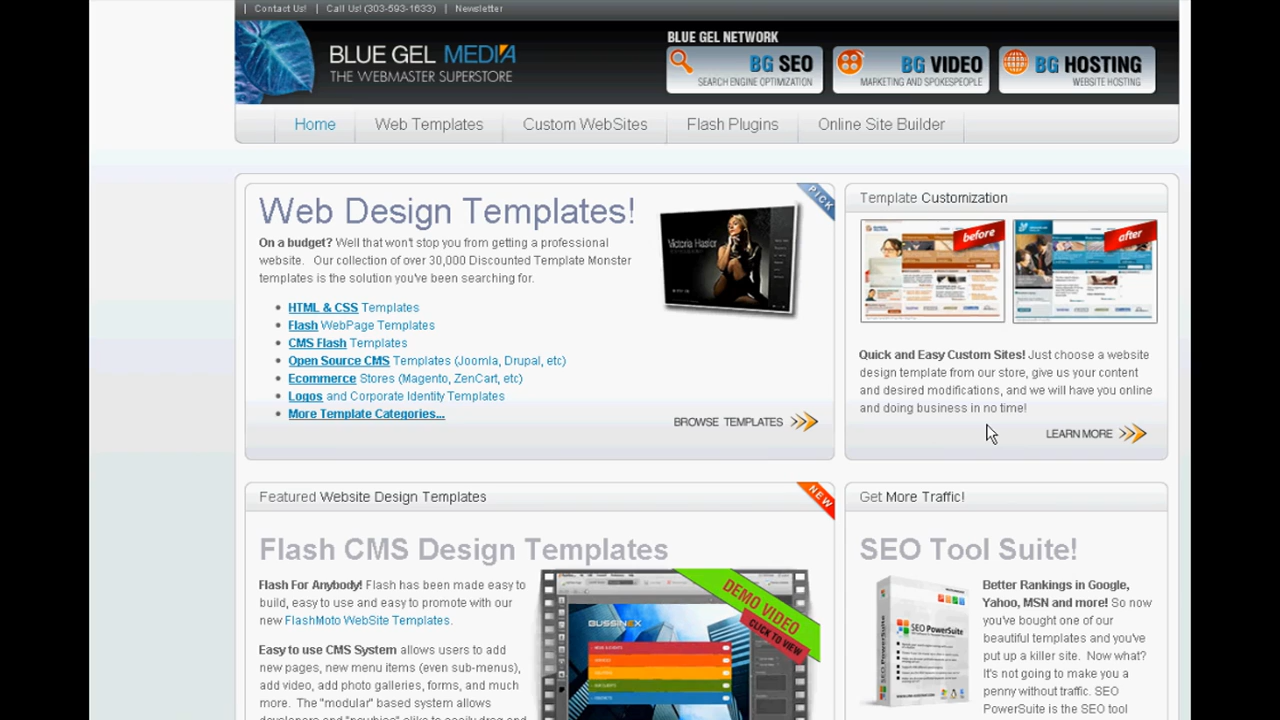 Contact Us! | Call Us! (303-593-1633) | Newsletter
BLUE GEL MEDIA
THE WEBMASTER SUPERSTORE
BLUE GEL NETWORK
BG SEO
SEARCH ENGINE OPTIMIZATION
BG VIDEO
MARKETING AND SPOKESPEOPLE
BG HOSTING
WEBSITE HOSTING
Home
Web Templates
Custom WebSites
Flash Plugins
Online Site Builder
Web Design Templates!
PICK
On a budget? Well that won't stop you from getting a professional
website. Our collection of over 30,000 Discounted Template Monster
templates is the solution you've been searching for.
HTML & CSS Templates
Flash WebPage Templates
CMS Flash Templates
Open Source CMS Templates (Joomla, Drupal, etc)
Ecommerce Stores (Magento, ZenCart, etc)
Logos and Corporate Identity Templates
More Template Categories...
Victoria Hasler
BROWSE TEMPLATES
Template Customization
before
after
Quick and Easy Custom Sites! Just choose a website
design template from our store, give us your content
and desired modifications, and we will have you online
and doing business in no time!
LEARN MORE
Featured Website Design Templates
NEW
Flash CMS Design Templates
Flash For Anybody! Flash has been made easy to
build, easy to use and easy to promote with our
new FlashMoto WebSite Templates.
Easy to use CMS System allows users to add
new pages, new menu items (even sub-menus),
add video, add photo galleries, forms, and much
more. The "modular" based system allows
developers and "newbies" alike to easily drag and
DEMO VIDEO
CLICK TO VIEW
BUSSINEX
Get More Traffic!
SEO Tool Suite!
SEO PowerSuite
Better Rankings in Google,
Yahoo, MSN and more! So now
you've bought one of our
beautiful templates and you've
put up a killer site. Now what?
It's not going to make you a
penny without traffic. SEO
PowerSuite is the SEO tool